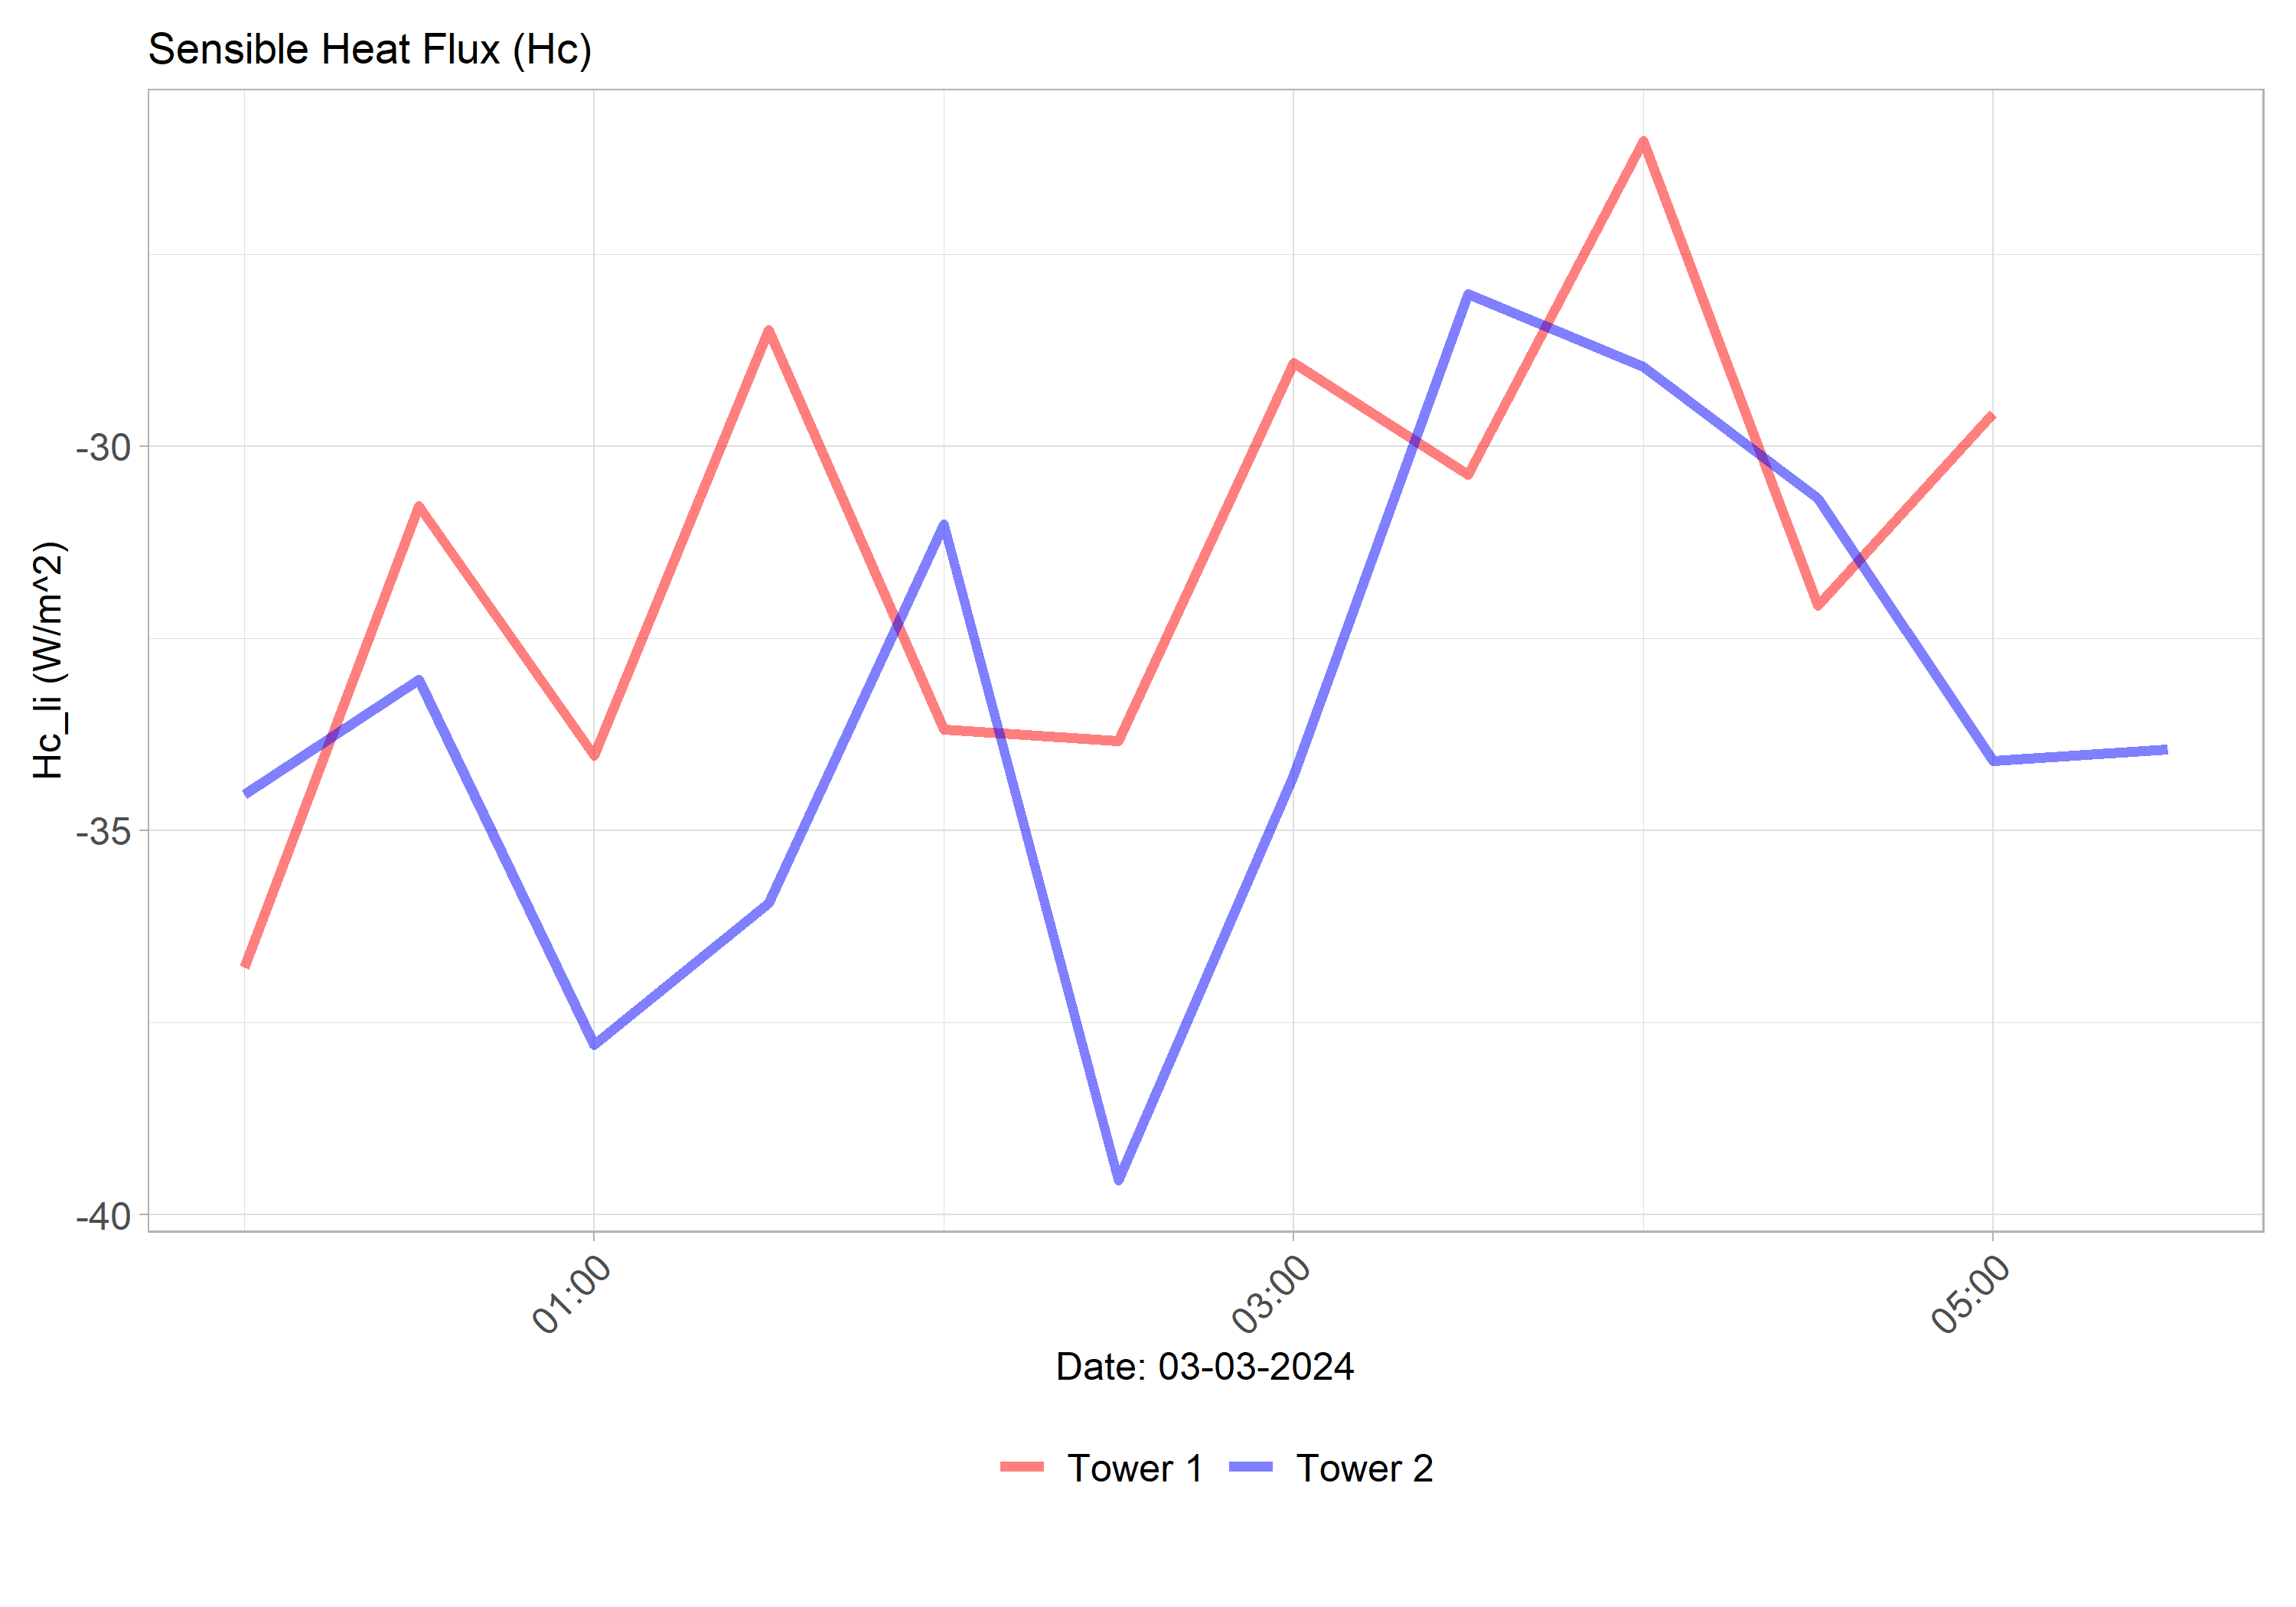 Sensible Heat Flux (Hc)
Hc_li (W/m^2)
-30
-35
-40
01:00
03:00
05:00
Date: 03-03-2024
Tower 1
Tower 2